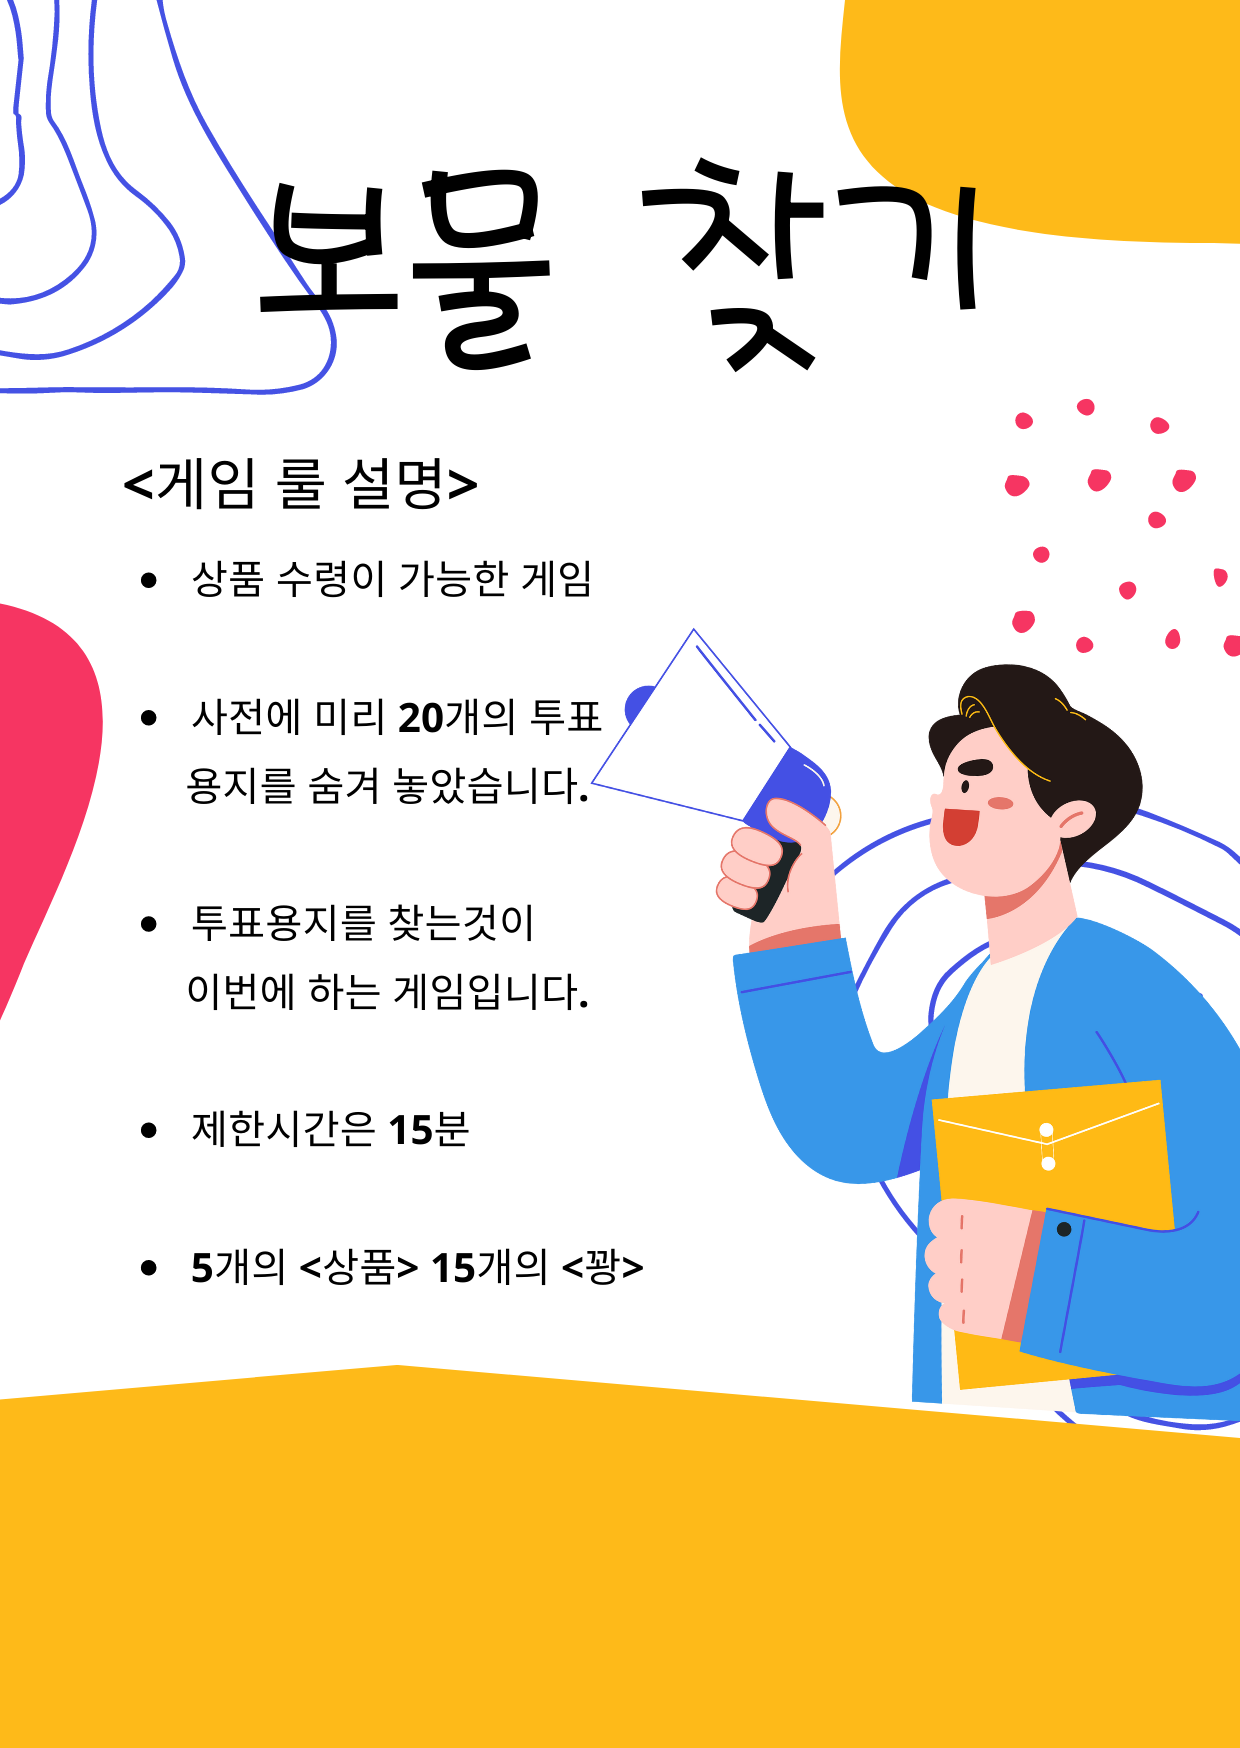 보물 찾기
<게임 룰 설명>
• 상품 수령이 가능한 게임
• 사전에 미리 20개의 투표
용지를 숨겨 놓았습니다.
• 투표용지를 찾는것이
이번에 하는 게임입니다.
• 제한시간은 15분
• 5개의 <상품> 15개의 <꽝>